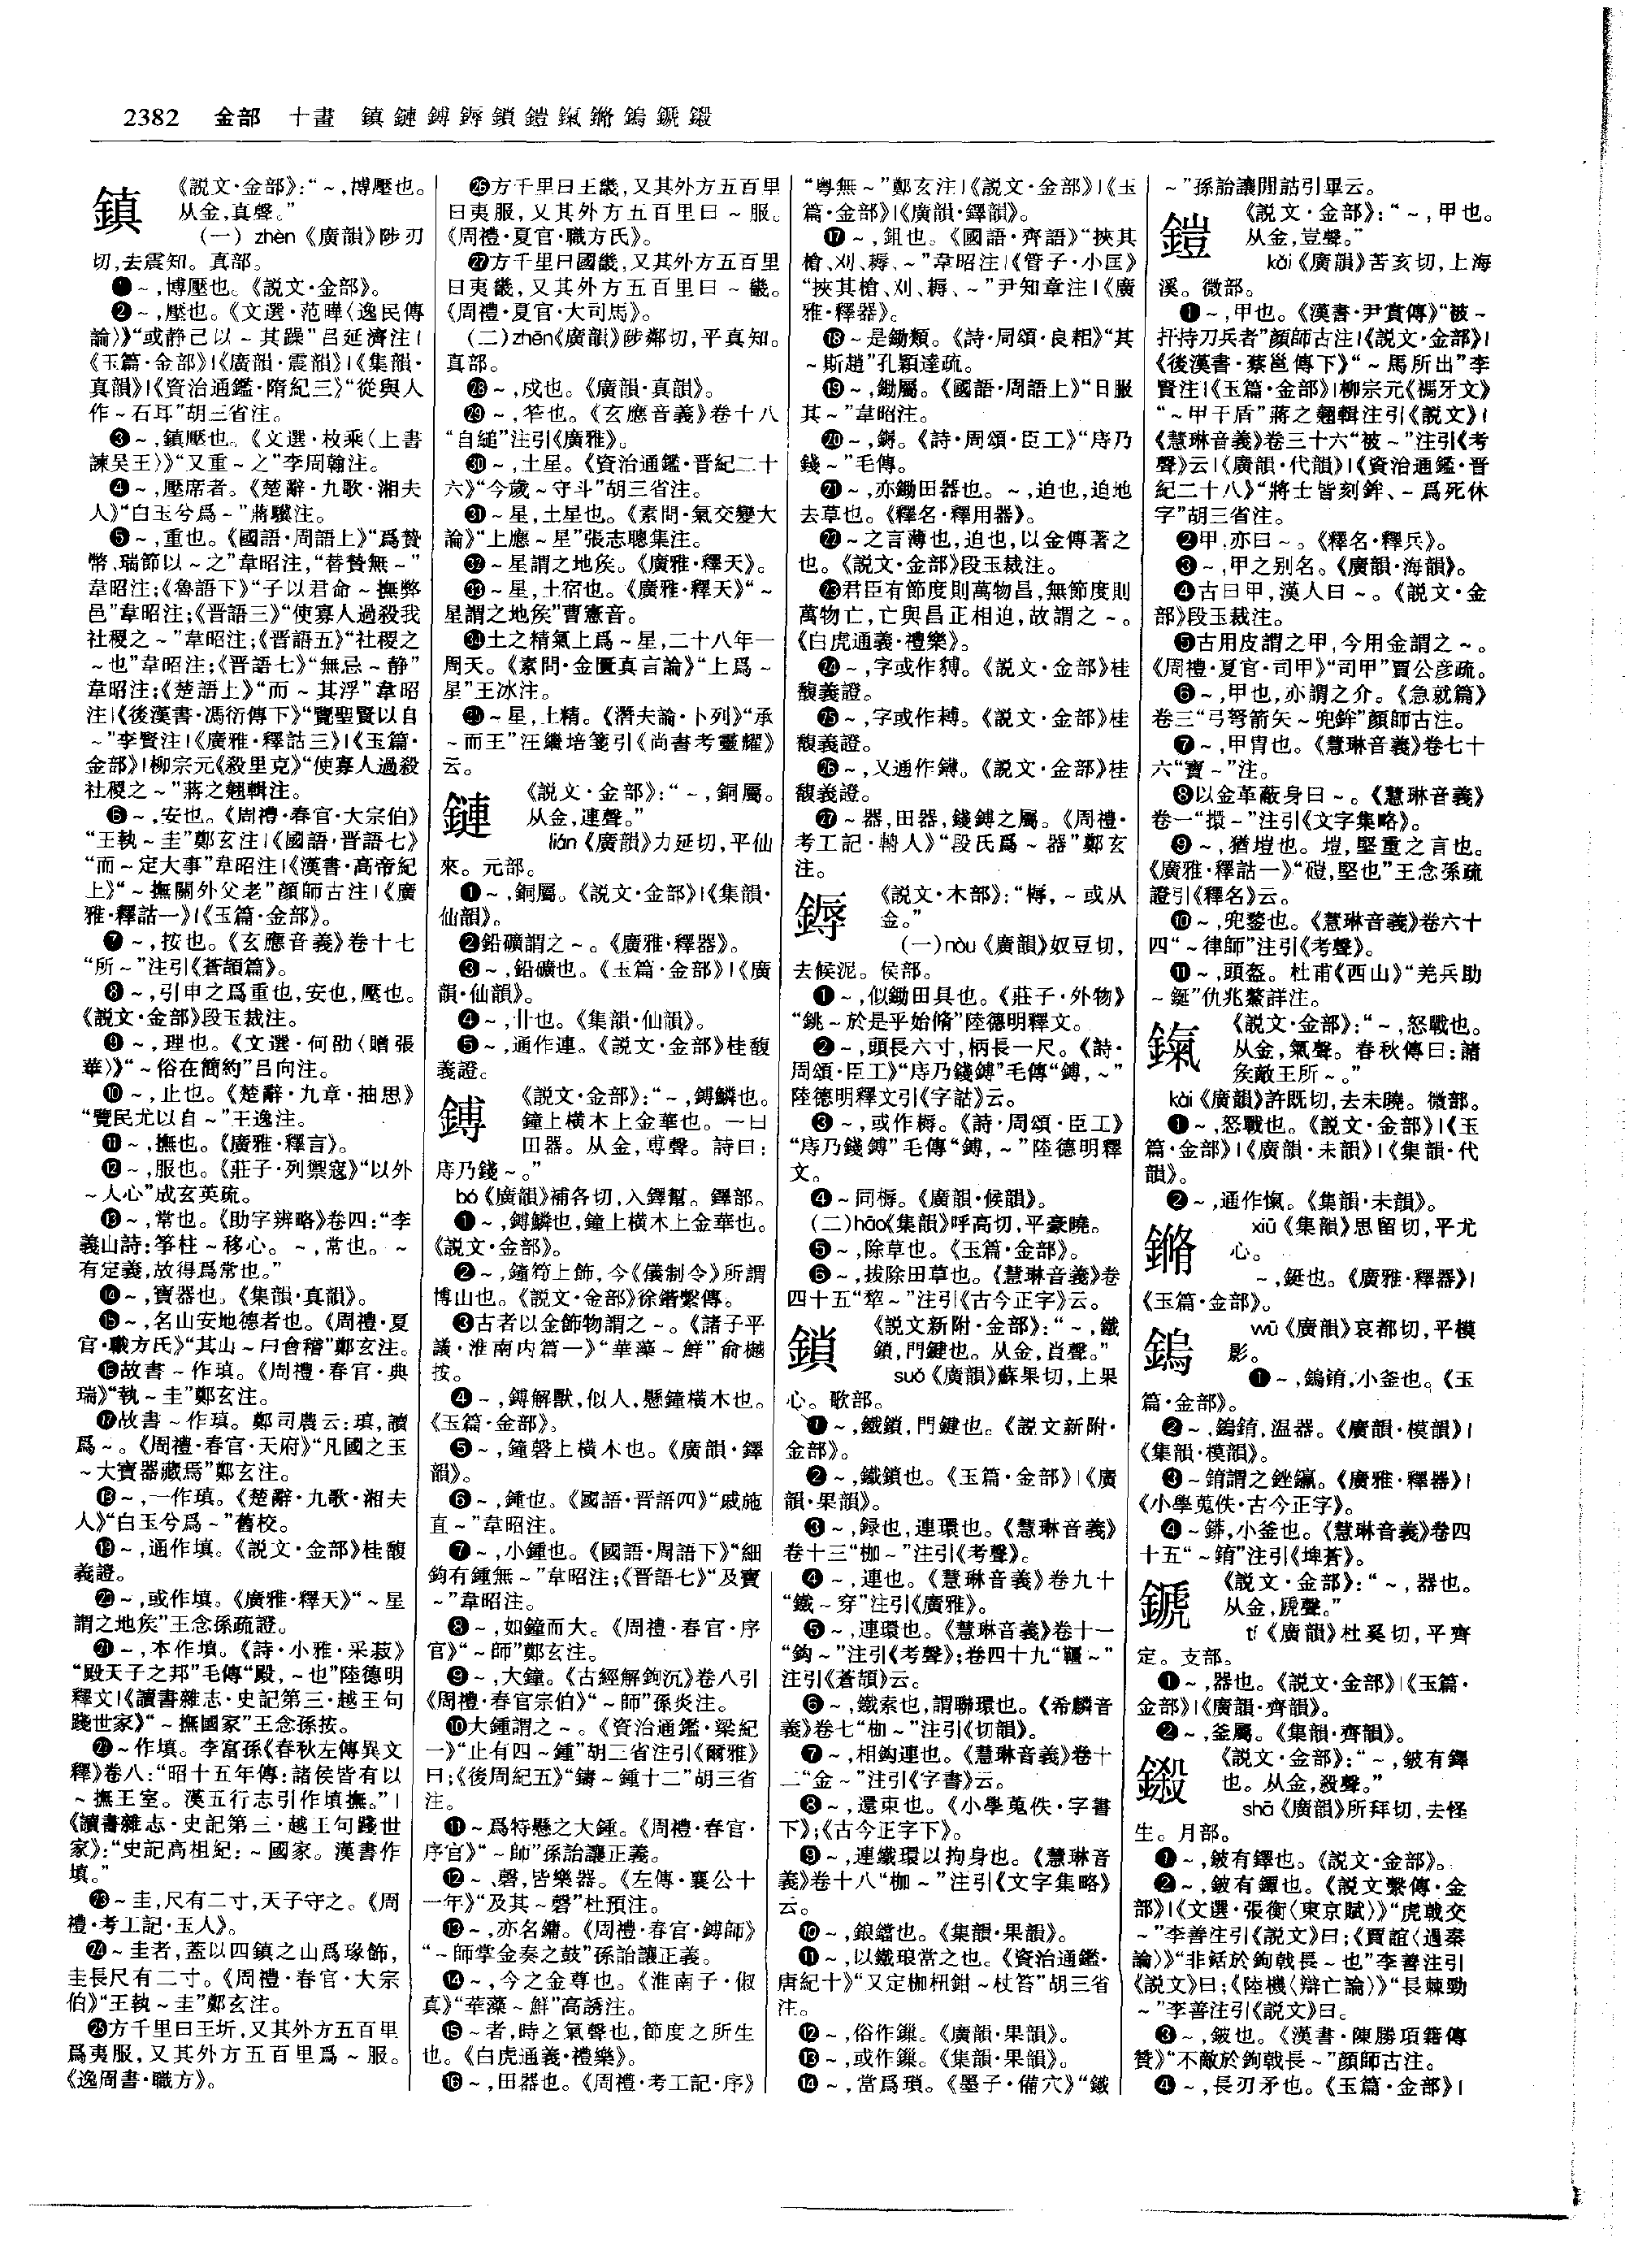 2382 金部 十畫 鎮鏈鎛鎒鎖鎧鎎鎀鎢鎃鎩
鎮
《説文·金部》：“～，博壓也。
从金，真聲。”
（一）zhèn《廣韻》陟刃
切，去震知。真部。
❶～，博壓也。《説文·金部》。
❷～，壓也。《文選·范曄〈逸民傳
論〉》“或静己以～其躁”吕延濟注|
《玉篇·金部》|《廣韻·震韻》|《集韻·
真韻》|《資治通鑑·隋紀三》“從與人
作～石耳”胡三省注。
❸～，鎮壓也。《文選·枚乘〈上書
諫吴王〉》“又重～之”李周翰注。
❹～，壓席者。《楚辭·九歌·湘夫
人》“白玉兮爲～”蔣驥注。
❺～，重也。《國語·周語上》“爲贄
幣、瑞節以～之”韋昭注，“替贄無～”
韋昭注；《魯語下》“子以君命～撫弊
邑”韋昭注；《晋語三》“使寡人過殺我
社稷之～”韋昭注；《晋語五》“社稷之
～也”韋昭注；《晋語七》“無忌～静”
韋昭注；《楚語上》“而～其浮”韋昭
注|《後漢書·馮衍傳下》“覽聖賢以自
～”李賢注|《廣雅·釋詁三》|《玉篇·
金部》|柳宗元《殺里克》“使寡人過殺
社稷之～”蔣之翹輯注。
❻～，安也。《周禮·春官·大宗伯》
“王執～圭”鄭玄注|《國語·晋語七》
“而～定大事”韋昭注|《漢書·高帝紀
上》“～撫關外父老”顔師古注|《廣
雅·釋詁一》|《玉篇·金部》。
❼～，按也。《玄應音義》卷十七
“所～”注引《蒼頡篇》。
❽～，引申之爲重也，安也，壓也。
《説文·金部》段玉裁注。
❾～，理也。《文選·何劭〈贈張
華〉》“～俗在簡約”吕向注。
❿～，止也。《楚辭·九章·抽思》
“覽民尤以自～”王逸注。
⓫～，撫也。《廣雅·釋言》。
⓬～，服也。《莊子·列禦寇》“以外
～人心”成玄英疏。
⓭～，常也。《助字辨略》卷四：“李
義山詩：筝柱～移心。～，常也。～
有定義，故得爲常也。”
⓮～，寶器也。《集韻·真韻》。
⓯～，名山安地德者也。《周禮·夏
官·職方氏》“其山～曰會稽”鄭玄注。
⓰故書～作瑱。《周禮·春官·典
瑞》“執～圭”鄭玄注。
⓱故書～作瑱。鄭司農云：瑱，讀
爲～。《周禮·春官·天府》“凡國之玉
～大寶器藏焉”鄭玄注。
⓲～，一作瑱。《楚辭·九歌·湘夫
人》“白玉兮爲～”舊校。
⓳～，通作填。《説文·金部》桂馥
義證。
⓴～，或作填。《廣雅·釋天》“～星
謂之地侯”王念孫疏證。
㉑～，本作填。《詩·小雅·采菽》
“殿天子之邦”毛傳“殿，～也”陸德明
釋文|《讀書雜志·史記第三·越王句
踐世家》“～撫國家”王念孫按。
㉒～作填。李富孫《春秋左傳異文
釋》卷八：“昭十五年傳：諸侯皆有以
～撫王室。漢五行志引作填撫。”|
《讀書雜志·史記第三·越王句踐世
家》：“史記高祖紀：～國家。漢書作
填。”
㉓～圭，尺有二寸，天子守之。《周
禮·考工記·玉人》。
㉔～圭者，蓋以四鎮之山爲瑑飾，
圭長尺有二寸。《周禮·春官·大宗
伯》“王執～圭”鄭玄注。
㉕方千里曰王圻，又其外方五百里
爲夷服，又其外方五百里爲～服。
《逸周書·職方》。
㉖方千里曰王畿，又其外方五百里
曰夷服，又其外方五百里曰～服。
《周禮·夏官·職方氏》。
㉗方千里曰國畿，又其外方五百里
曰夷畿，又其外方五百里曰～畿。
《周禮·夏官·大司馬》。
（二）zhēn《廣韻》陟鄰切，平真知。
真部。
㉘～，戍也。《廣韻·真韻》。
㉙～，笮也。《玄應音義》卷十八
“自縋”注引《廣雅》。
㉚～，土星。《資治通鑑·晋紀二十
六》“今歲～守斗”胡三省注。
㉛～星，土星也。《素問·氣交變大
論》“上應～星”張志聰集注。
㉜～星謂之地侯。《廣雅·釋天》。
㉝～星，土宿也。《廣雅·釋天》“～
星謂之地侯”曹憲音。
㉞土之精氣上爲～星，二十八年一
周天。《素問·金匱真言論》“上爲～
星”王冰注。
㉟～星，土精。《潛夫論·卜列》“承
～而王”汪繼培箋引《尚書考靈耀》
云。
鏈
《説文·金部》：“～，銅屬。
从金，連聲。”
lián《廣韻》力延切，平仙
來。元部。
❶～，銅屬。《説文·金部》|《集韻·
仙韻》。
❷鉛礦謂之～。《廣雅·釋器》。
❸～，鉛礦也。《玉篇·金部》|《廣
韻·仙韻》。
❹～，卝也。《集韻·仙韻》。
❺～，通作連。《説文·金部》桂馥
義證。
鎛
《説文·金部》：“～，鎛鱗也。
鐘上横木上金華也。一曰
田器。从金，尃聲。詩曰：
庤乃錢～。”
bó《廣韻》補各切，入鐸幫。鐸部。
❶～，鎛鱗也，鐘上横木上金華也。
《説文·金部》。
❷～，鐘筍上飾，今《儀制令》所謂
博山也。《説文·金部》徐鍇繫傳。
❸古者以金飾物謂之～。《諸子平
議·淮南内篇一》“華藻～鮮”俞樾
按。
❹～，鎛解獸，似人，懸鐘横木也。
《玉篇·金部》。
❺～，鐘磬上横木也。《廣韻·鐸
韻》。
❻～，鍾也。《國語·晋語四》“戚施
直～”韋昭注。
❼～，小鍾也。《國語·周語下》“細
鈞有鍾無～”韋昭注；《晋語七》“及寶
～”韋昭注。
❽～，如鐘而大。《周禮·春官·序
官》“～師”鄭玄注。
❾～，大鐘。《古經解鉤沉》卷八引
《周禮·春官宗伯》“～師”孫炎注。
❿大鍾謂之～。《資治通鑑·梁紀
一》“止有四～鍾”胡三省注引《爾雅》
曰；《後周紀五》“鑄～鍾十二”胡三省
注。
⓫～爲特懸之大鍾。《周禮·春官·
序官》“～師”孫詒讓正義。
⓬～、磬，皆樂器。《左傳·襄公十
一年》“及其～磬”杜預注。
⓭～，亦名鏞。《周禮·春官·鎛師》
“～師掌金奏之鼓”孫詒讓正義。
⓮～，今之金尊也。《淮南子·俶
真》“華藻～鮮”高誘注。
⓯～者，時之氣聲也，節度之所生
也。《白虎通義·禮樂》。
⓰～，田器也。《周禮·考工記·序》
“粤無～”鄭玄注|《説文·金部》|《玉
篇·金部》|《廣韻·鐸韻》。
⓱～，鉏也。《國語·齊語》“挾其
槍、刈、耨、～”韋昭注|《管子·小匡》
“挾其槍、刈、耨、～”尹知章注|《廣
雅·釋器》。
⓲～是鋤類。《詩·周頌·良耜》“其
～斯趙”孔穎達疏。
⓳～，鋤屬。《國語·周語上》“日服
其～”韋昭注。
⓴～，鎒。《詩·周頌·臣工》“庤乃
錢～”毛傳。
㉑～，亦鋤田器也。～，迫也，迫地
去草也。《釋名·釋用器》。
㉒～之言薄也，迫也，以金傅著之
也。《説文·金部》段玉裁注。
㉓君臣有節度則萬物昌，無節度則
萬物亡，亡與昌正相迫，故謂之～。
《白虎通義·禮樂》。
㉔～，字或作䪙。《説文·金部》桂
馥義證。
㉕～，字或作榑。《説文·金部》桂
馥義證。
㉖～，又通作鏄。《説文·金部》桂
馥義證。
㉗～器，田器，錢鎛之屬。《周禮·
考工記·輈人》“段氏爲～器”鄭玄
注。
鎒
《説文·木部》：“槈，～或从
金。”
（一）nòu《廣韻》奴豆切，
去候泥。侯部。
❶～，似鋤田具也。《莊子·外物》
“銚～於是乎始脩”陸德明釋文。
❷～，頭長六寸，柄長一尺。《詩·
周頌·臣工》“庤乃錢鎛”毛傳“鎛，～”
陸德明釋文引《字詁》云。
❸～，或作耨。《詩·周頌·臣工》
“庤乃錢鎛”毛傳“鎛，～”陸德明釋
文。
❹～同槈。《廣韻·候韻》。
（二）hāo《集韻》呼高切，平豪曉。
❺～，除草也。《玉篇·金部》。
❻～，拔除田草也。《慧琳音義》卷
四十五“犂～”注引《古今正字》云。
鎖
《説文新附·金部》：“～，鐵
鎖，門鍵也。从金，𧴪聲。”
suǒ《廣韻》蘇果切，上果
心。歌部。
❶～，鐵鎖，門鍵也。《説文新附·
金部》。
❷～，鐵鎖也。《玉篇·金部》|《廣
韻·果韻》。
❸～，録也，連環也。《慧琳音義》
卷十三“枷～”注引《考聲》。
❹～，連也。《慧琳音義》卷九十
“鐵～穿”注引《廣雅》。
❺～，連環也。《慧琳音義》卷十一
“鈎～”注引《考聲》；卷四十九“韁～”
注引《蒼頡》云。
❻～，鐵索也，謂聯環也。《希麟音
義》卷七“枷～”注引《切韻》。
❼～，相鈎連也。《慧琳音義》卷十
二“金～”注引《字書》云。
❽～，還束也。《小學蒐佚·字書
下》；《古今正字下》。
❾～，連鐵環以拘身也。《慧琳音
義》卷十八“枷～”注引《文字集略》
云。
❿～，鋃鐺也。《集韻·果韻》。
⓫～，以鐵琅當之也。《資治通鑑·
唐紀十》“又定枷杻鉗～杖笞”胡三省
注。
⓬～，俗作鏁。《廣韻·果韻》。
⓭～，或作鏁。《集韻·果韻》。
⓮～，當爲瑣。《墨子·備穴》“鐵
～”孫詒讓閒詁引畢云。
鎧
《説文·金部》：“～，甲也。
从金，豈聲。”
kǎi《廣韻》苦亥切，上海
溪。微部。
❶～，甲也。《漢書·尹賞傳》“被～
扞持刀兵者”顔師古注|《説文·金部》|
《後漢書·蔡邕傳下》“～馬所出”李
賢注|《玉篇·金部》|柳宗元《禡牙文》
“～甲干盾”蔣之翹輯注引《説文》|
《慧琳音義》卷三十六“被～”注引《考
聲》云|《廣韻·代韻》|《資治通鑑·晋
紀二十八》“將士皆刻鉾、～爲死休
字”胡三省注。
❷甲，亦曰～。《釋名·釋兵》。
❸～，甲之别名。《廣韻·海韻》。
❹古曰甲，漢人曰～。《説文·金
部》段玉裁注。
❺古用皮謂之甲，今用金謂之～。
《周禮·夏官·司甲》“司甲”賈公彦疏。
❻～，甲也，亦謂之介。《急就篇》
卷三“弓弩箭矢～兜鉾”顔師古注。
❼～，甲胄也。《慧琳音義》卷七十
六“寶～”注。
❽以金革蔽身曰～。《慧琳音義》
卷一“擐～”注引《文字集略》。
❾～，猶塏也。塏，堅重之言也。
《廣雅·釋詁一》“磑，堅也”王念孫疏
證引《釋名》云。
❿～，兜鍪也。《慧琳音義》卷六十
四“～律師”注引《考聲》。
⓫～，頭盔。杜甫《西山》“羌兵助
～鋋”仇兆鰲詳注。
鎎
《説文·金部》：“～，怒戰也。
从金，氣聲。春秋傳曰：諸
侯敵王所～。”
kài《廣韻》許既切，去未曉。微部。
❶～，怒戰也。《説文·金部》|《玉
篇·金部》|《廣韻·未韻》|《集韻·代
韻》。
❷～，通作愾。《集韻·未韻》。
鎀
xiū《集韻》思留切，平尤
心。
～，鋌也。《廣雅·釋器》|
《玉篇·金部》。
鎢
wū《廣韻》哀都切，平模
影。
❶～，鎢錥，小釜也。《玉
篇·金部》。
❷～，鎢錥，温器。《廣韻·模韻》|
《集韻·模韻》。
❸～錥謂之銼鑹。《廣雅·釋器》|
《小學蒐佚·古今正字》。
❹～䥈，小釜也。《慧琳音義》卷四
十五“～錥”注引《埤蒼》。
鎃
《説文·金部》：“～，器也。
从金，虒聲。”
tí《廣韻》杜奚切，平齊
定。支部。
❶～，器也。《説文·金部》|《玉篇·
金部》|《廣韻·齊韻》。
❷～，釜屬。《集韻·齊韻》。
鎩
《説文·金部》：“～，鈹有鐸
也。从金，殺聲。”
shā《廣韻》所拜切，去怪
生。月部。
❶～，鈹有鐸也。《説文·金部》。
❷～，鈹有鐔也。《説文繫傳·金
部》|《文選·張衡〈東京賦〉》“虎戟交
～”李善注引《説文》曰；《賈誼〈過秦
論〉》“非銛於鉤戟長～也”李善注引
《説文》曰；《陸機〈辯亡論〉》“長棘勁
～”李善注引《説文》曰。
❸～，鈹也。《漢書·陳勝項籍傳
贊》“不敵於鉤戟長～”顔師古注。
❹～，長刃矛也。《玉篇·金部》|